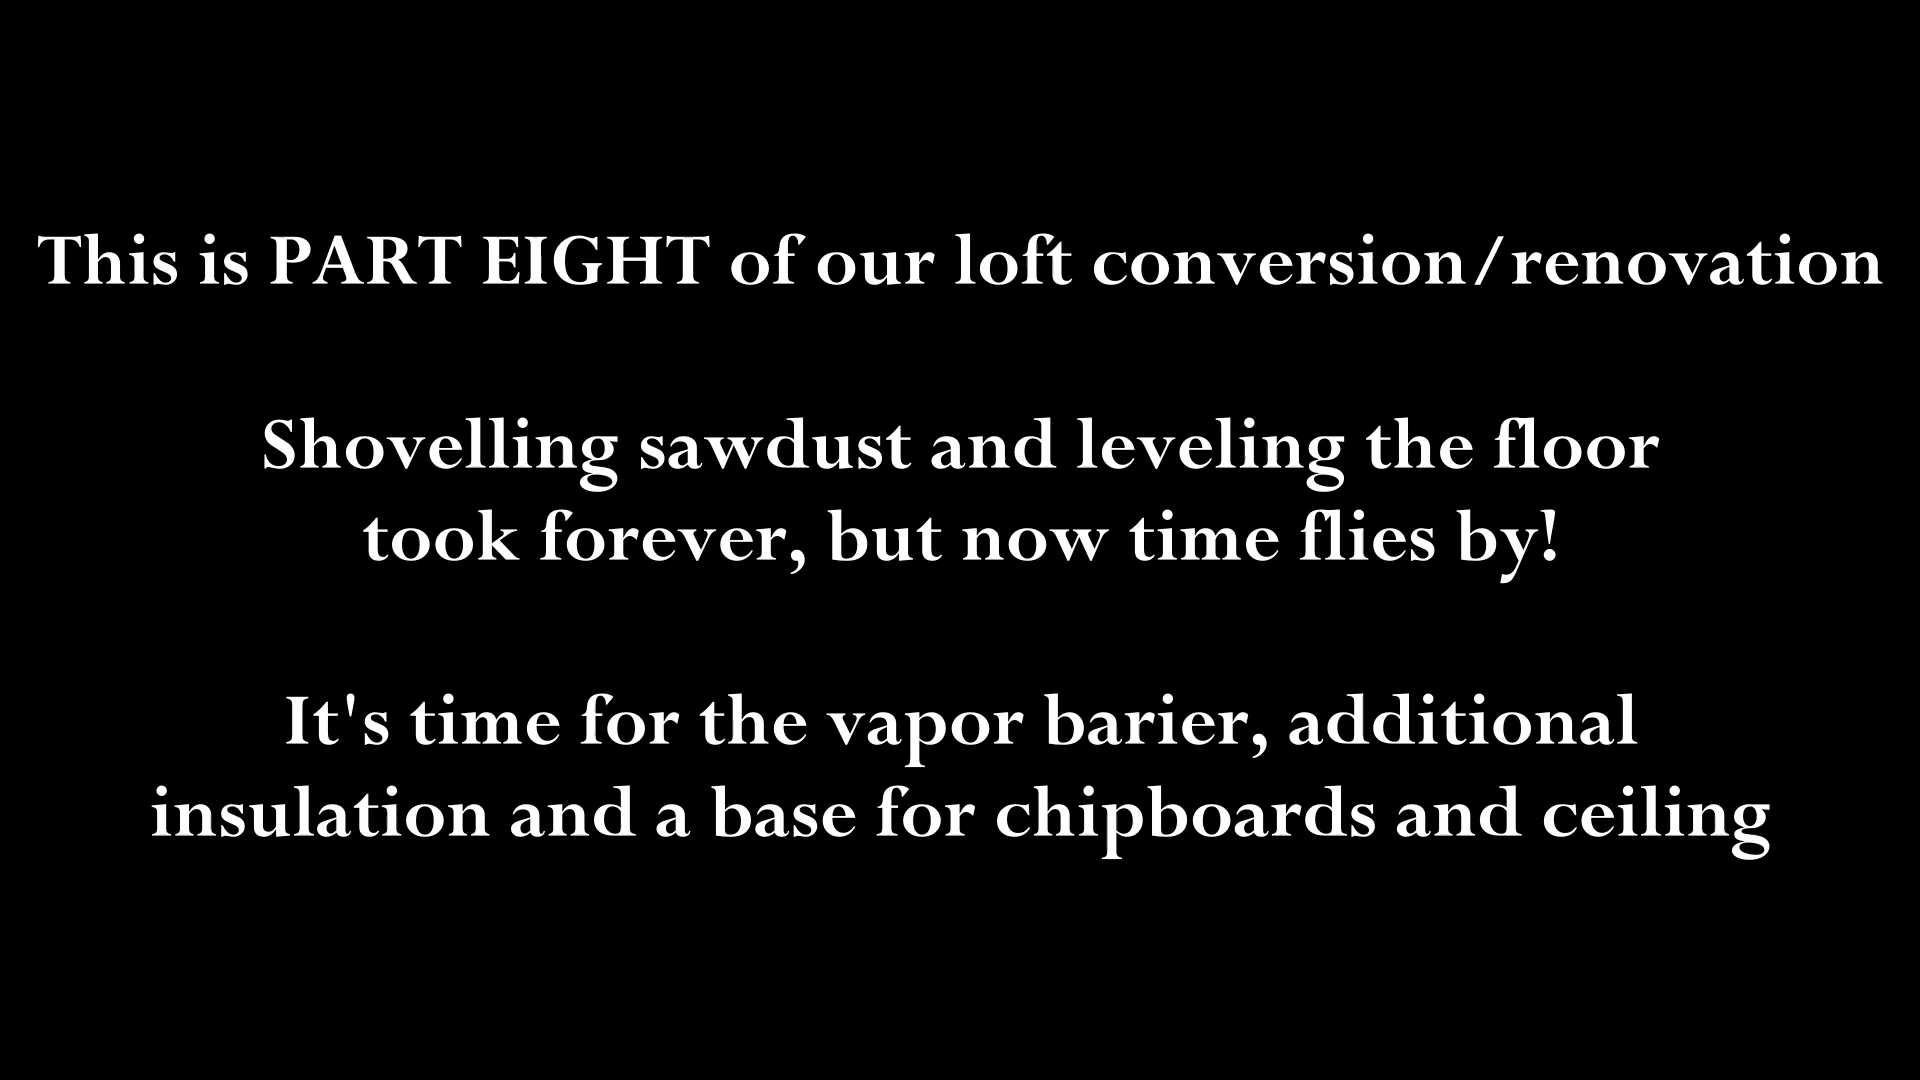 This is PART EIGHT of our loft conversion/renovation
Shovelling sawdust and leveling the floor
took forever, but now time flies by!
It's time for the vapor barier, additional
insulation and a base for chipboards and ceiling